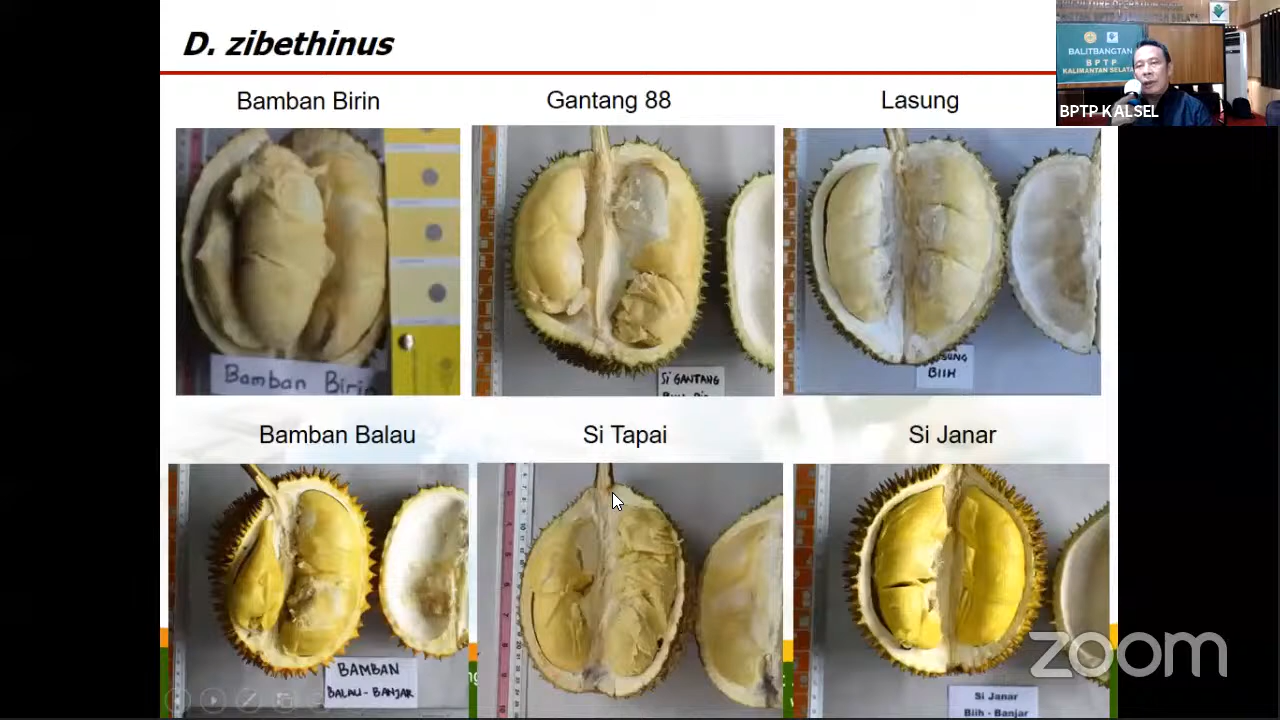 D. zibethinus
BALITBANGTAN
BPTP
KALIMANTAN SELATAN
BPTP KALSEL
Bamban Birin
Gantang 88
Lasung
Bamban Birin
Si GANTANG
BIIH
Bamban Balau
Si Tapai
Si Janar
BAMBAN
BALAU - BANJAR
Si Janar
Biih - Banjar
zoom